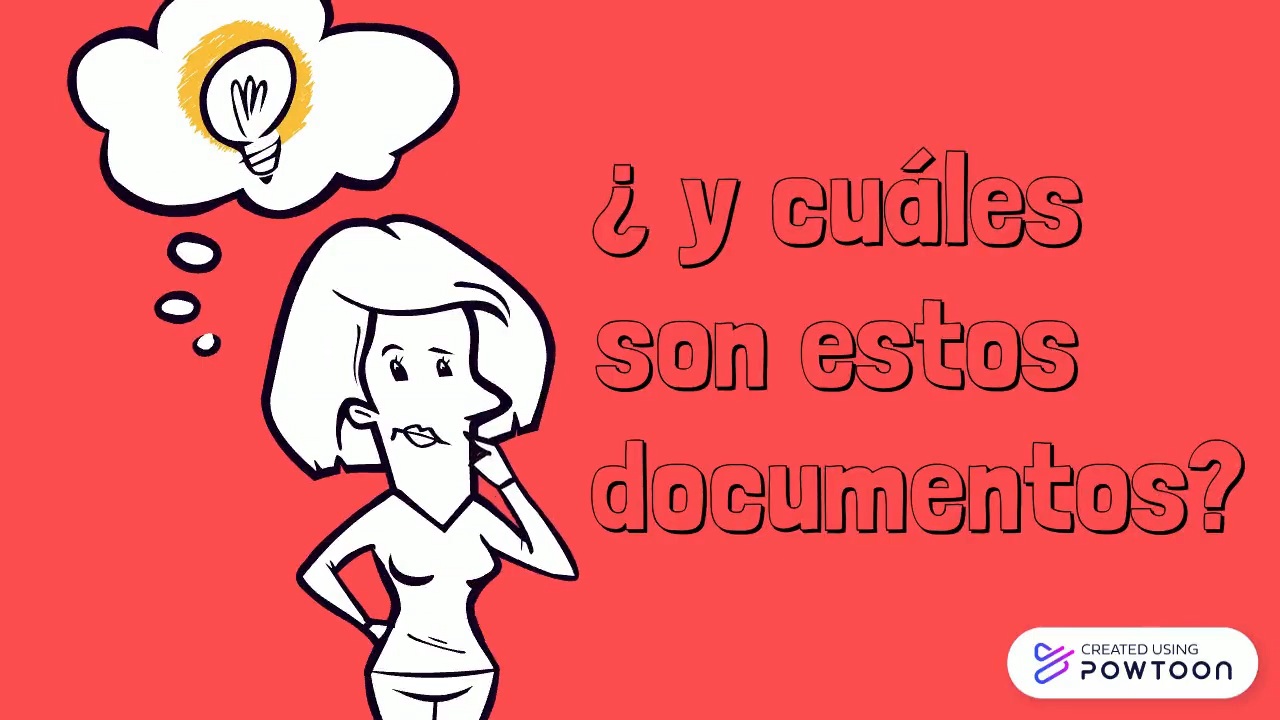 ¿ y cuáles
son estos
documentos?
CREATED USING
POWTOON